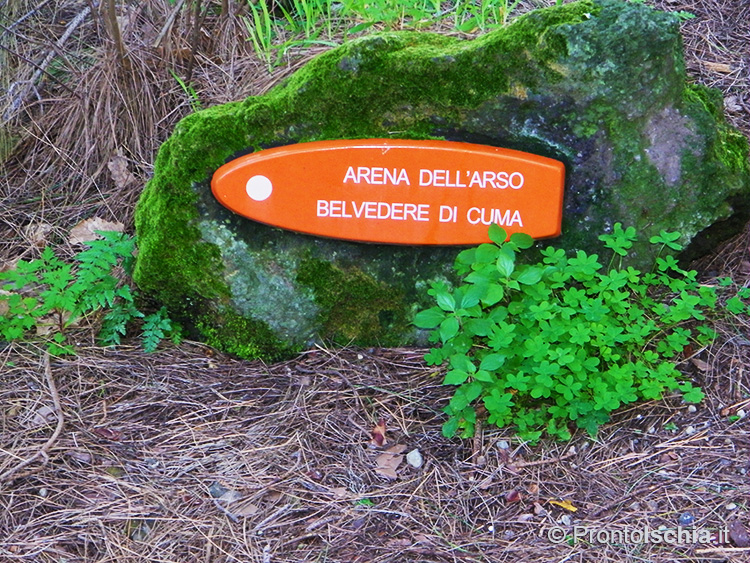 ARENA DELL'ARSO
BELVEDERE DI CUMA
© ProntoIschia.it